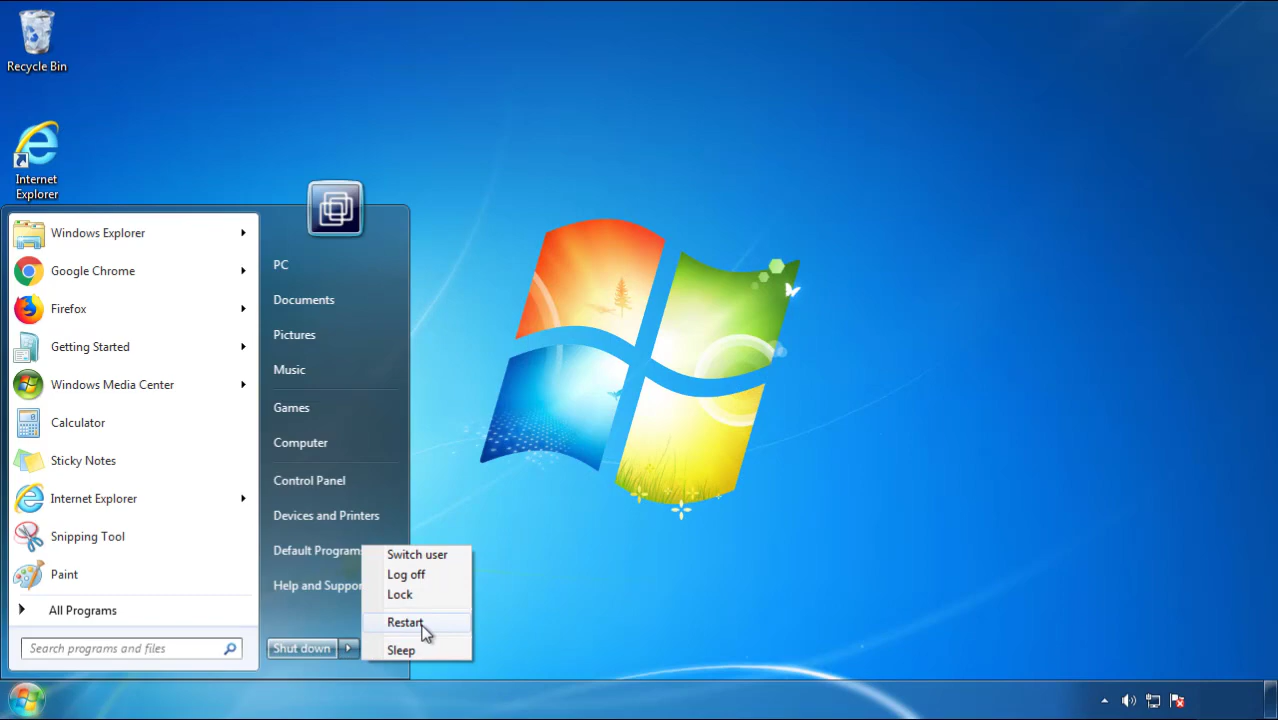 Recycle Bin
Internet
Explorer
Windows Explorer
Google Chrome
Firefox
Getting Started
Windows Media Center
Calculator
Sticky Notes
Internet Explorer
Snipping Tool
Paint
All Programs
Search programs and files
PC
Documents
Pictures
Music
Games
Computer
Control Panel
Devices and Printers
Default Program
Help and Suppor
Shut down
Switch user
Log off
Lock
Restart
Sleep